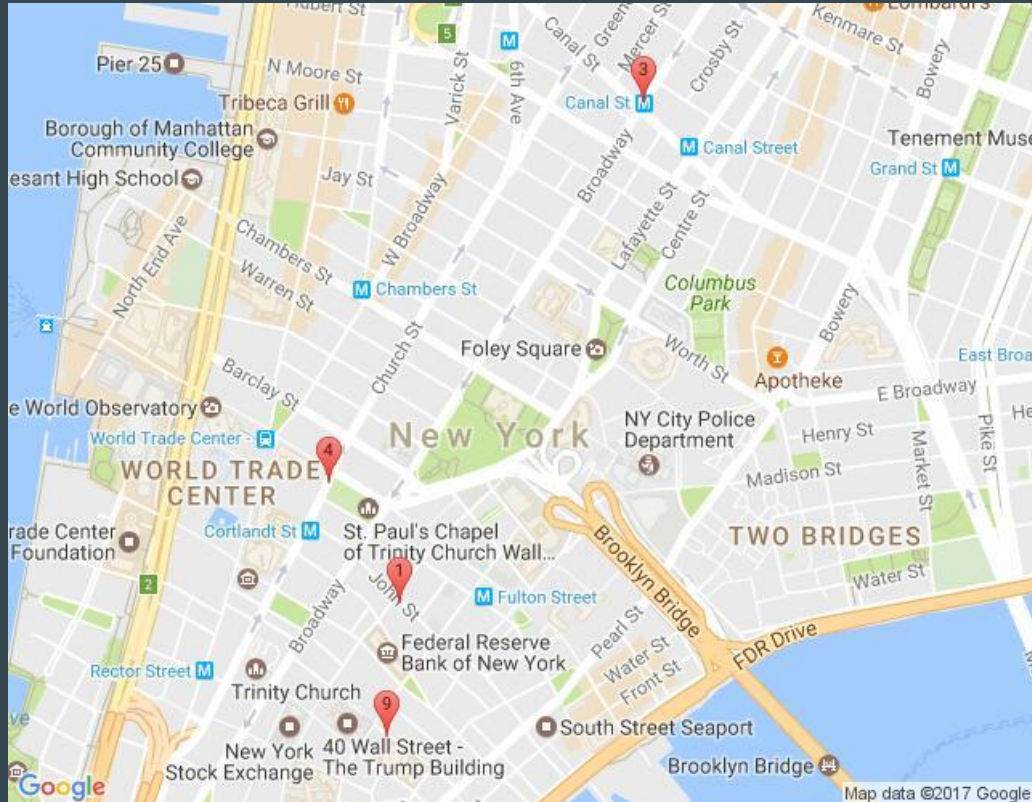 Hubert St
5
M
Canal St
Greene
Mercer St
Crosby St
Lombardi's
Kenmare St
Bowery
Pier 25
N Moore St
Varick St
6th Ave
3
Canal St M
Tribeca Grill
Borough of Manhattan
Community College
Broadway
M Canal Street
Tenement Muse
Grand St M
esant High School
Jay St
W Broadway
Lafayette St
Centre St
North End Ave
Chambers St
Warren St
M Chambers St
Columbus
Park
Bowery
Church St
Foley Square
Worth St
Apotheke
East Broa
Barclay St
E Broadway
e World Observatory
World Trade Center -
New York
NY City Police
Department
Henry St
He
Pike St
Market St
4
WORLD TRADE
CENTER
Madison St
Cortlandt St M
St. Paul's Chapel
of Trinity Church Wall...
rade Center
Foundation
TWO BRIDGES
2
1
John St
M Fulton Street
Brooklyn Bridge
Water St
Broadway
Federal Reserve
Bank of New York
Pearl St
Water St
Front St
FDR Drive
Rector Street M
Trinity Church
9
South Street Seaport
ve
New York
Stock Exchange
40 Wall Street -
The Trump Building
Brooklyn Bridge
Google
Map data ©2017 Google